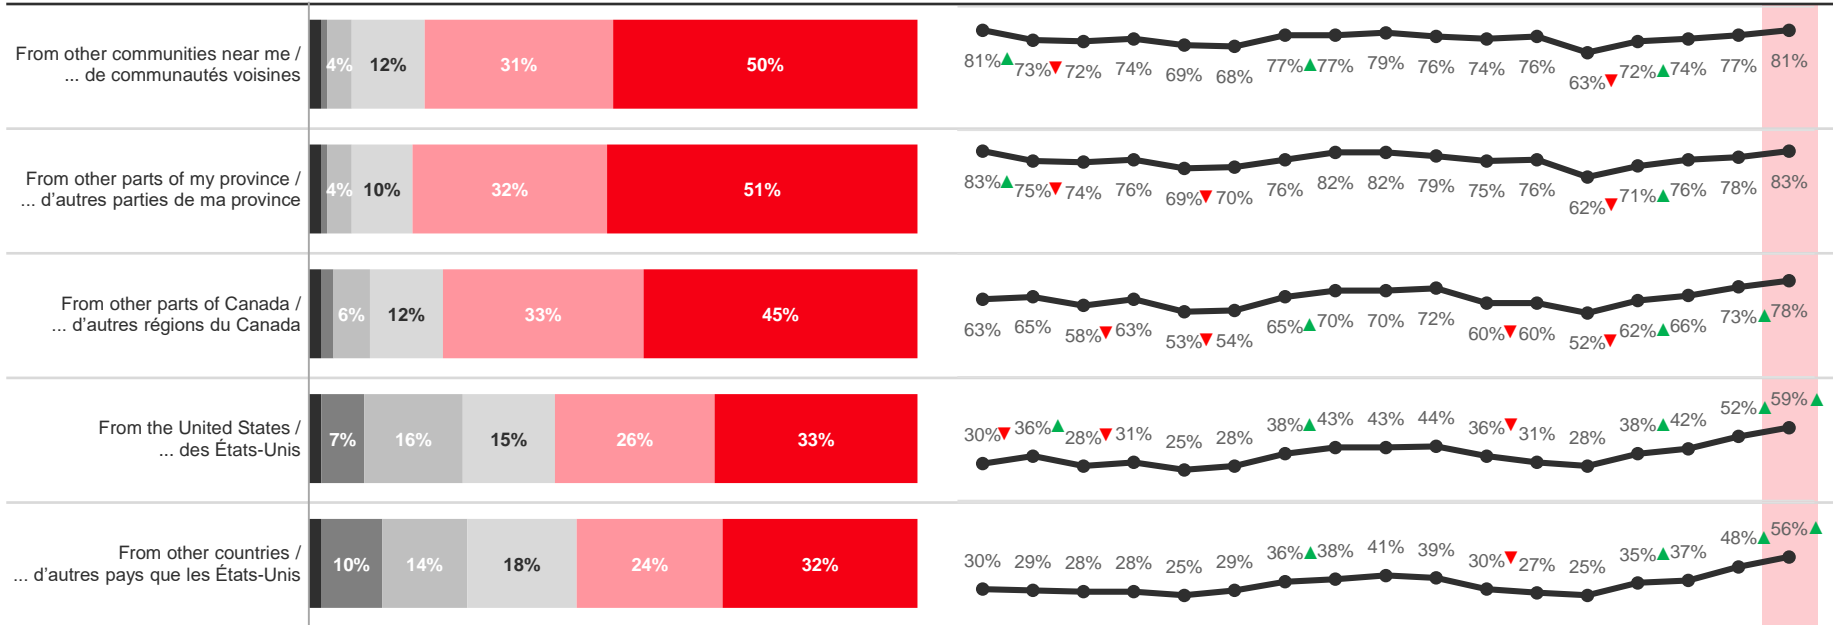 From other communities near me /
... de communautés voisines
4% 12% 31% 50%
81% 73% 72% 74% 69% 68% 77% 77% 79% 76% 74% 76% 63% 72% 74% 77% 81%
From other parts of my province /
... d'autres parties de ma province
4% 10% 32% 51%
83% 75% 74% 76% 69% 70% 76% 82% 82% 79% 75% 76% 62% 71% 76% 78% 83%
From other parts of Canada /
... d'autres régions du Canada
6% 12% 33% 45%
63% 65% 58% 63% 53% 54% 65% 70% 70% 72% 60% 60% 52% 62% 66% 73% 78%
From the United States /
... des États-Unis
7% 16% 15% 26% 33%
30% 36% 28% 31% 25% 28% 38% 43% 43% 44% 36% 31% 28% 38% 42% 52% 59%
From other countries /
... d'autres pays que les États-Unis
10% 14% 18% 24% 32%
30% 29% 28% 28% 25% 29% 36% 38% 41% 39% 30% 27% 25% 35% 37% 48% 56%